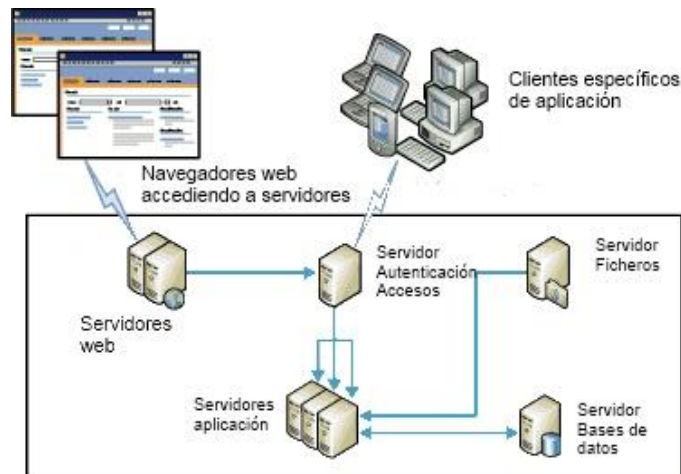 Clientes específicos
de aplicación
Navegadores web
accediendo a servidores
Servidor
Autenticación
Accesos
Servidor
Ficheros
Servidores
web
Servidores
aplicación
Servidor
Bases de
datos